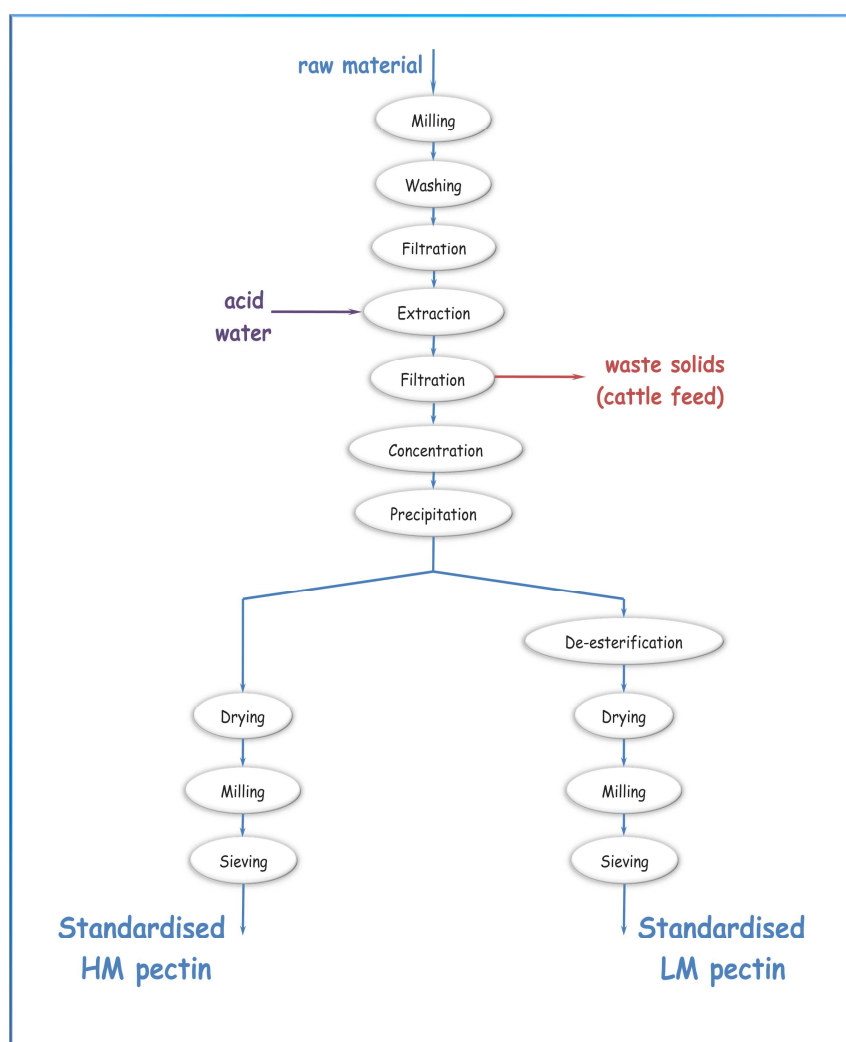 raw material
Milling
Washing
Filtration
Extraction
acid
water
Filtration
waste solids
(cattle feed)
Concentration
Precipitation
De-esterification
Drying
Drying
Milling
Milling
Sieving
Sieving
Standardised
HM pectin
Standardised
LM pectin